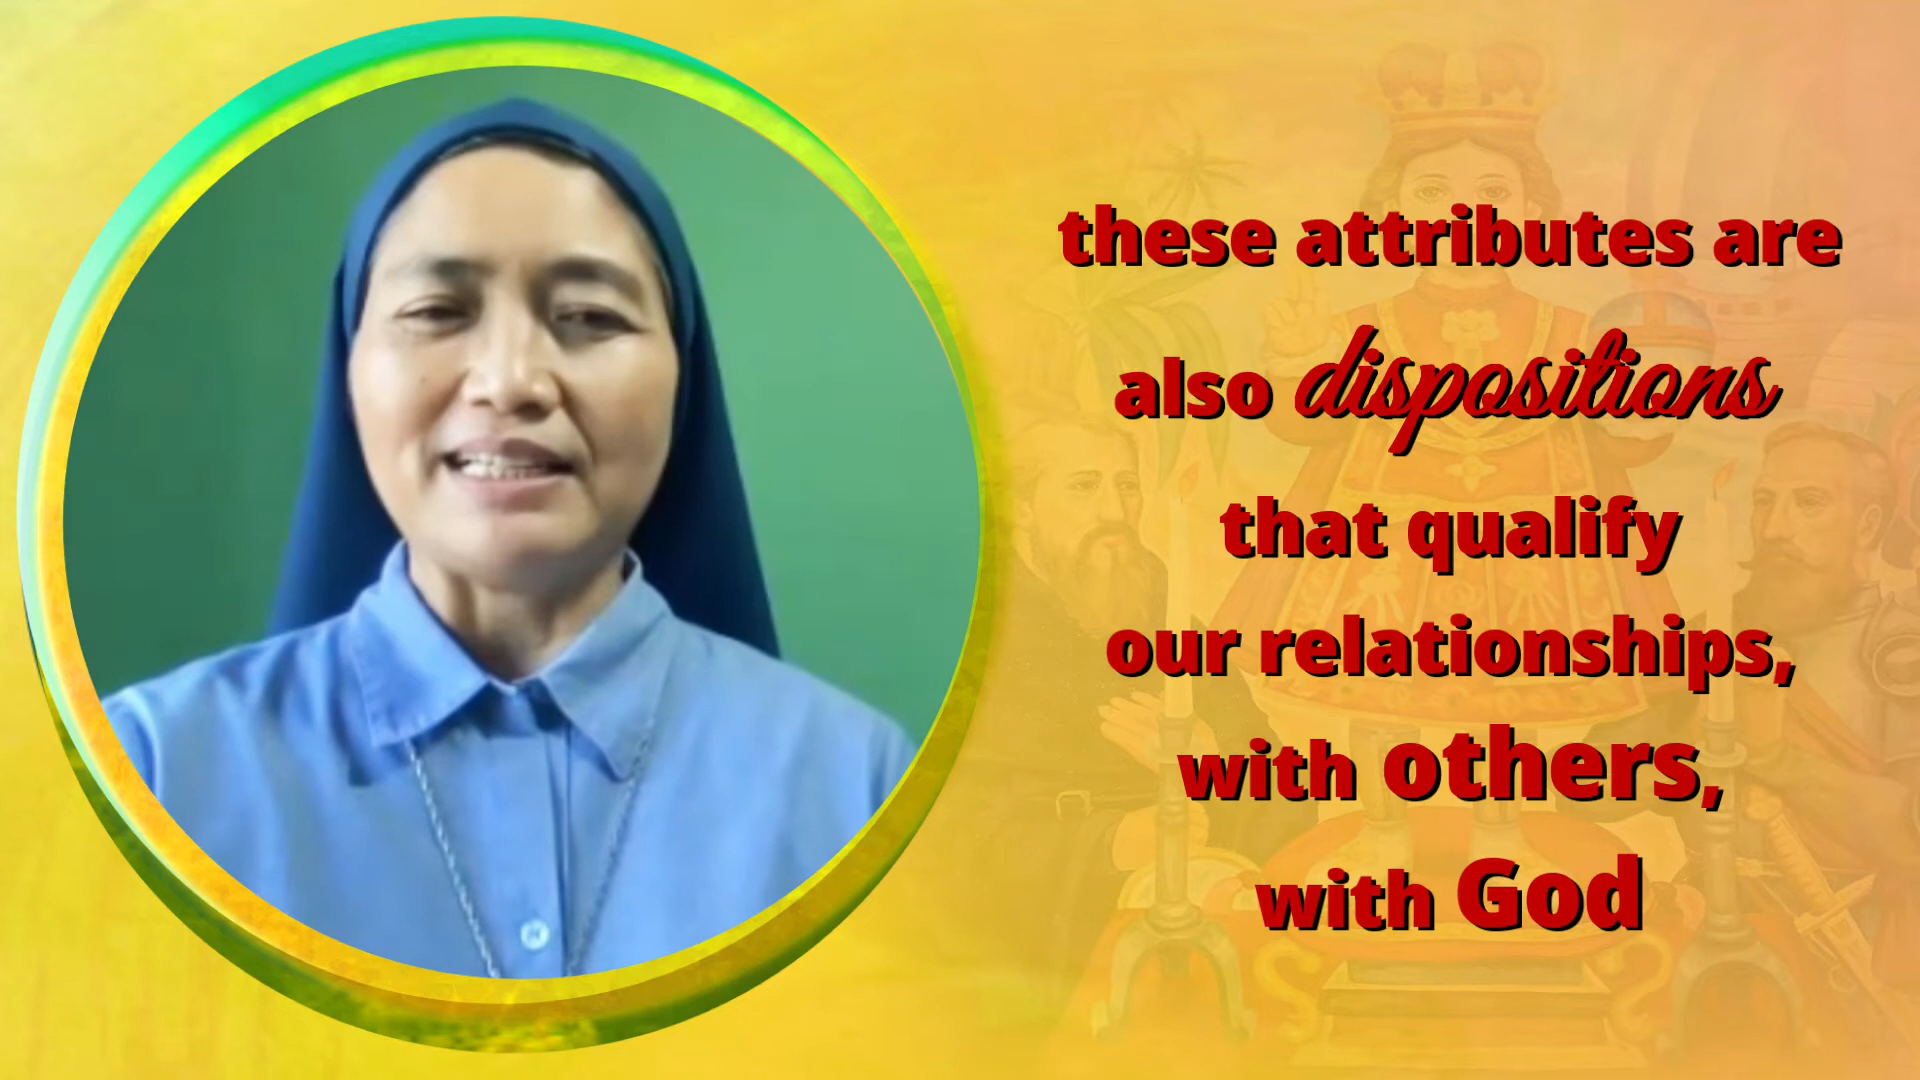 these attributes are
also dispositions
that qualify
our relationships,
with others,
with God